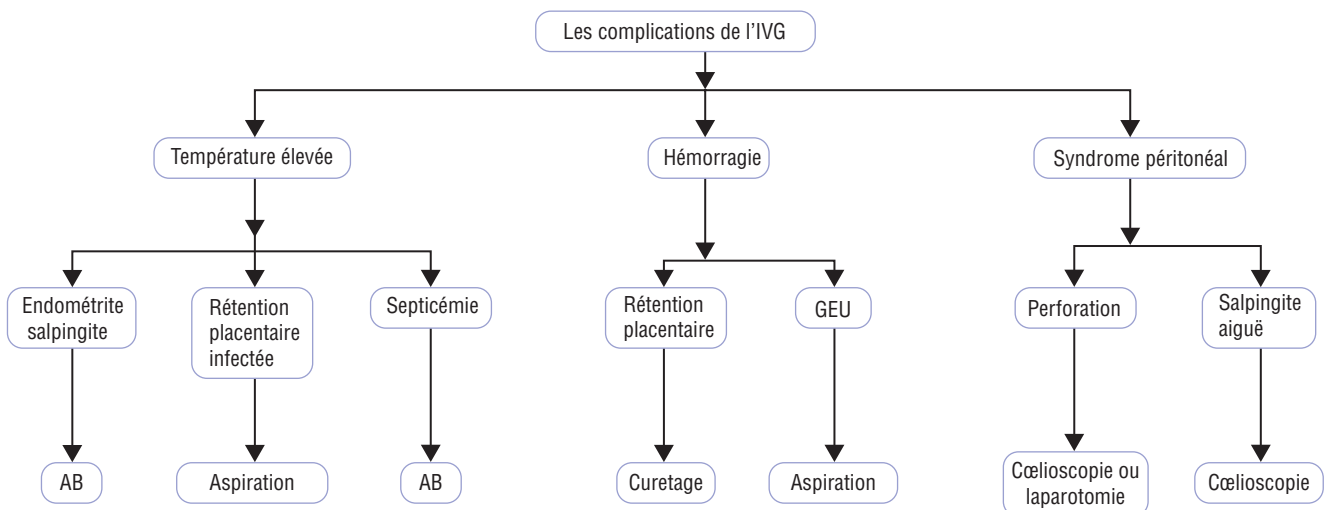 Les complications de l'IVG
Température élevée
Hémorragie
Syndrome péritonéal
Endométrite
salpingite
Rétention
placentaire
infectée
Septicémie
Rétention
placentaire
GEU
Perforation
Salpingite
aiguë
AB
Aspiration
AB
Curetage
Aspiration
Cœlioscopie ou
laparotomie
Cœlioscopie